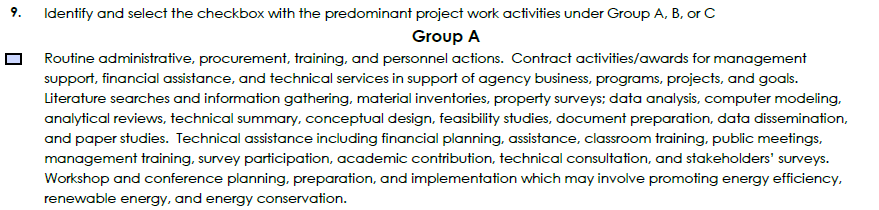 9. Identify and select the checkbox with the predominant project work activities under Group A, B, or C
Group A
Routine administrative, procurement, training, and personnel actions. Contract activities/awards for management
support, financial assistance, and technical services in support of agency business, programs, projects, and goals.
Literature searches and information gathering, material inventories, property surveys; data analysis, computer modeling,
analytical reviews, technical summary, conceptual design, feasibility studies, document preparation, data dissemination,
and paper studies. Technical assistance including financial planning, assistance, classroom training, public meetings,
management training, survey participation, academic contribution, technical consultation, and stakeholders' surveys.
Workshop and conference planning, preparation, and implementation which may involve promoting energy efficiency,
renewable energy, and energy conservation.